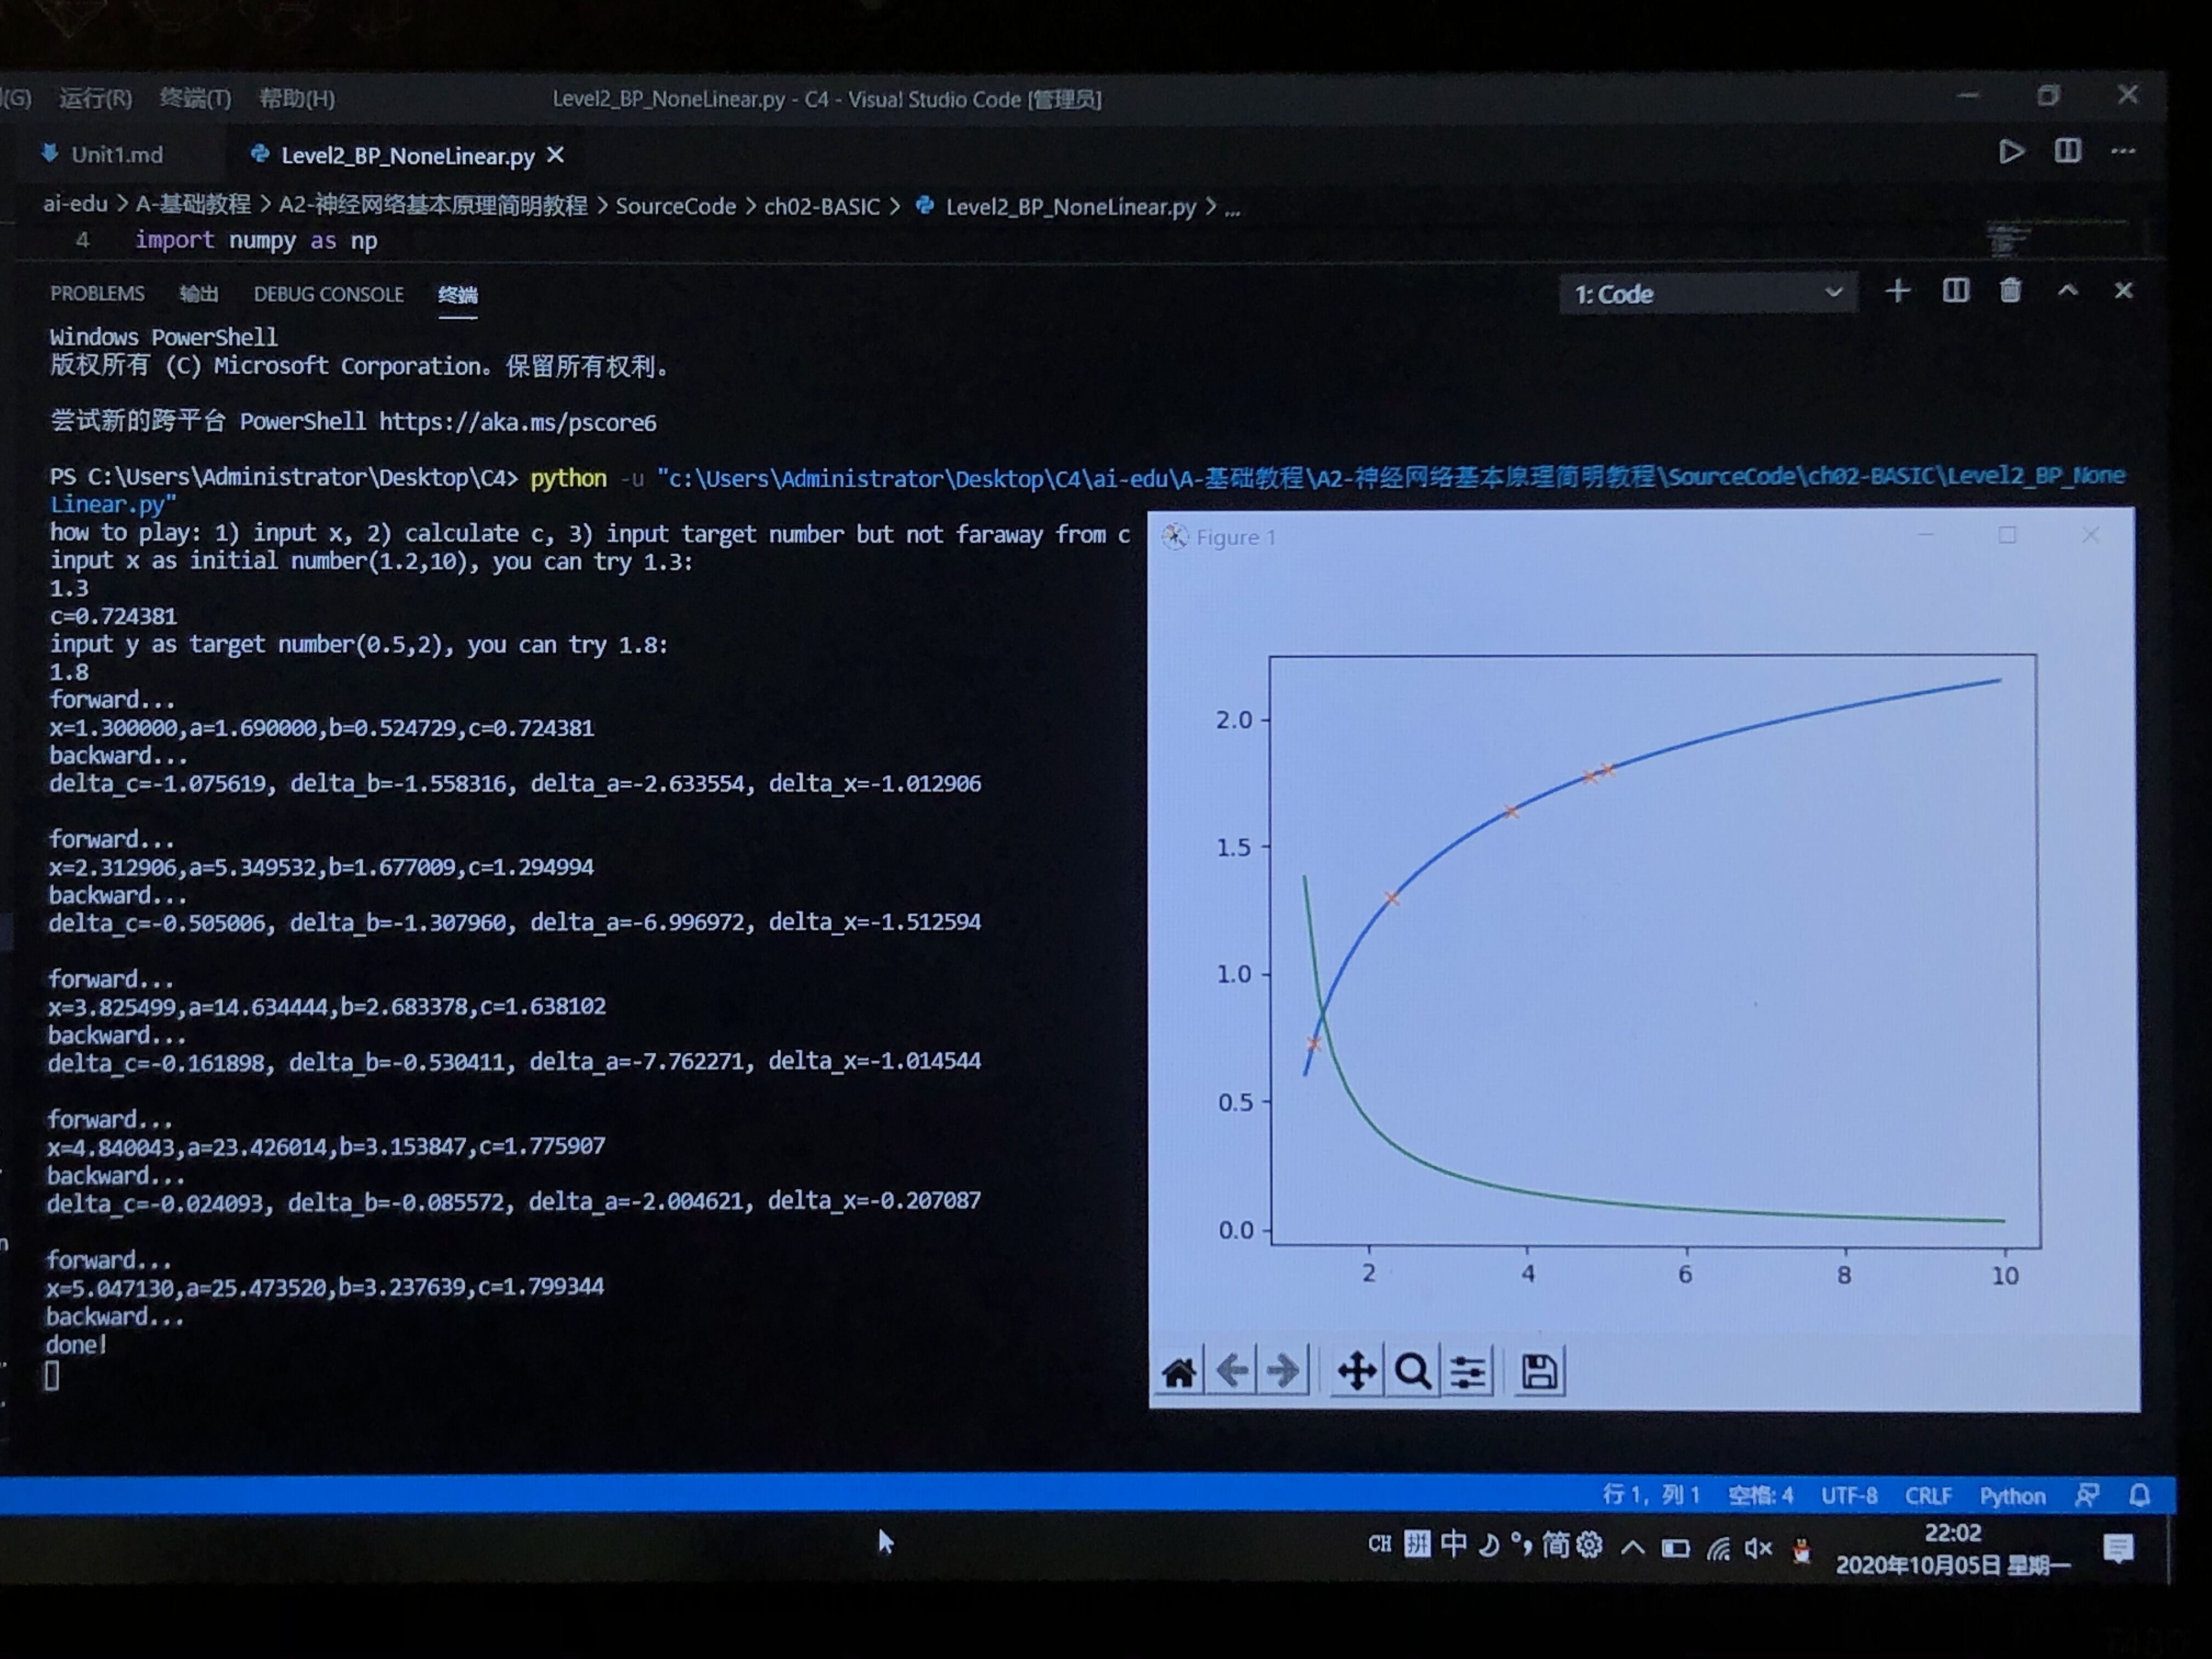 (G) 运行(R) 终端(T) 帮助(H) Level2_BP_NoneLinear.py - C4 - Visual Studio Code [管理员]
Unit1.md Level2_BP_NoneLinear.py
ai-edu > A-基础教程 > A2-神经网络基本原理简明教程 > SourceCode > ch02-BASIC > Level2_BP_NoneLinear.py > ...
4 import numpy as np
PROBLEMS 输出 DEBUG CONSOLE 终端 1: Code
Windows PowerShell
版权所有 (C) Microsoft Corporation。保留所有权利。
尝试新的跨平台 PowerShell https://aka.ms/pscore6
PS C:\Users\Administrator\Desktop\C4> python -u "c:\Users\Administrator\Desktop\C4\ai-edu\A-基础教程\A2-神经网络基本原理简明教程\SourceCode\ch02-BASIC\Level2_BP_None
Linear.py"
how to play: 1) input x, 2) calculate c, 3) input target number but not faraway from c
input x as initial number(1.2,10), you can try 1.3:
1.3
c=0.724381
input y as target number(0.5,2), you can try 1.8:
1.8
forward...
x=1.300000,a=1.690000,b=0.524729,c=0.724381
backward...
delta_c=-1.075619, delta_b=-1.558316, delta_a=-2.633554, delta_x=-1.012906
forward...
x=2.312906,a=5.349532,b=1.677009,c=1.294994
backward...
delta_c=-0.505006, delta_b=-1.307960, delta_a=-6.996972, delta_x=-1.512594
forward...
x=3.825499,a=14.634444,b=2.683378,c=1.638102
backward...
delta_c=-0.161898, delta_b=-0.530411, delta_a=-7.762271, delta_x=-1.014544
forward...
x=4.840043,a=23.426014,b=3.153847,c=1.775907
backward...
delta_c=-0.024093, delta_b=-0.085572, delta_a=-2.004621, delta_x=-0.207087
forward...
x=5.047130,a=25.473520,b=3.237639,c=1.799344
backward...
done!
Figure 1
2.0
1.5
1.0
0.5
0.0
2 4 6 8 10
行 1, 列 1 空格: 4 UTF-8 CRLF Python
CH 拼 中 简 22:02
2020年10月05日 星期一